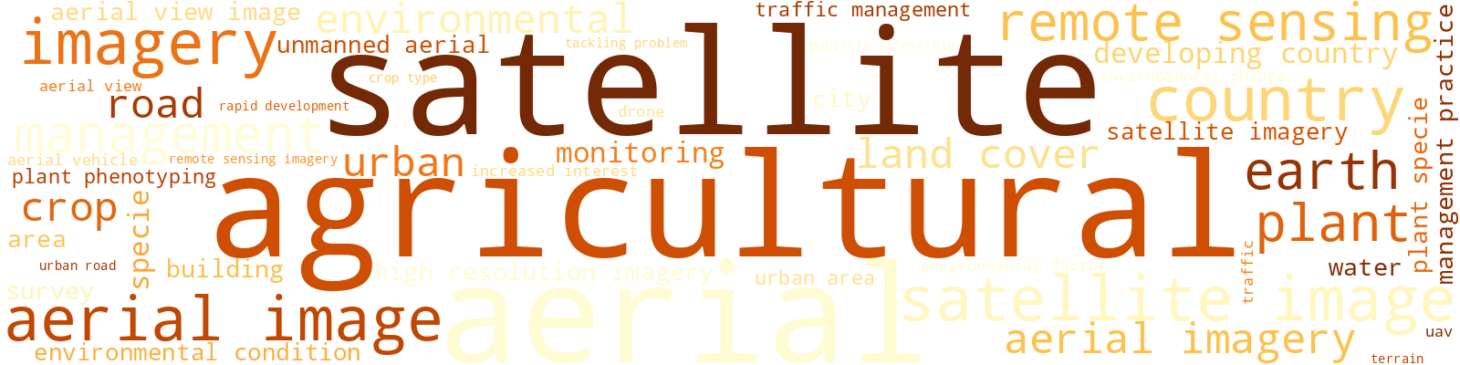 aerial view image
environmental
traffic management
remote sensing
imagery
unmanned aerial
tackling problem
publicly accessible
developing country
satellite
crop type
environmental change
aerial view
road
rapid development
drone
city
country
management
satellite imagery
management practice
aerial vehicle
remote sensing imagery
urban
increased interest
monitoring
land cover
earth
plant specie
plant phenotyping
agricultural
crop
specie
plant
area
urban road
building
high resolution imagery
urban area
environmental factor
traffic
water
survey
aerial
satellite image
aerial image
aerial imagery
uav
environmental condition
terrain